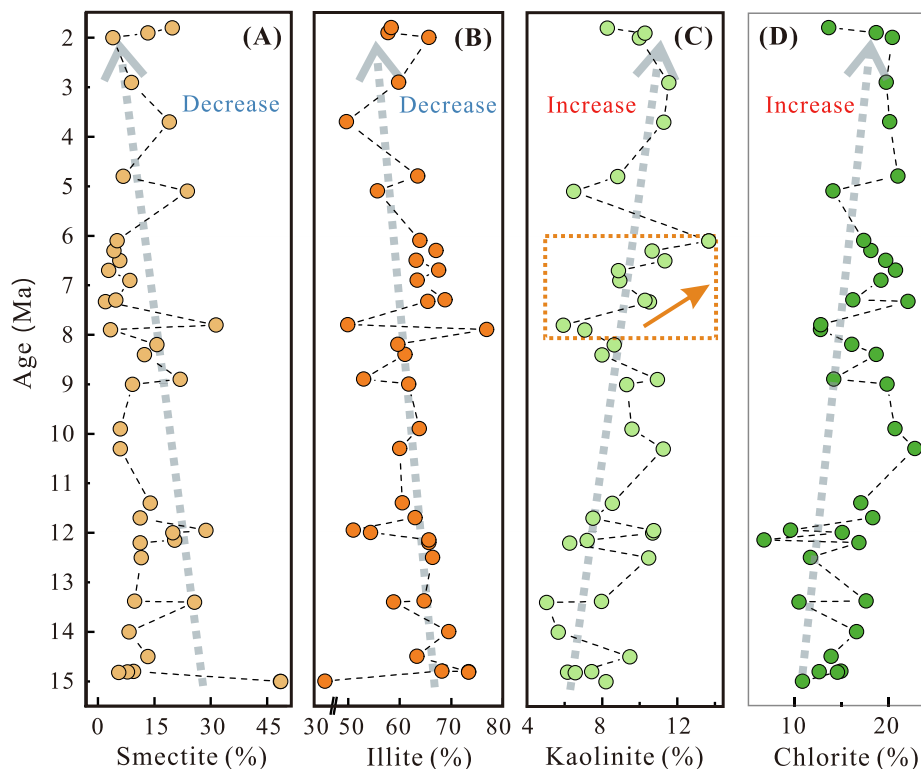 (A) (B) (C) (D)
Decrease Decrease Increase Increase
Age (Ma)
2
3
4
5
6
7
8
9
10
11
12
13
14
15
0 15 30 45 30 50 60 70 80 4 8 12 16 10 20
Smectite (%) Illite (%) Kaolinite (%) Chlorite (%)